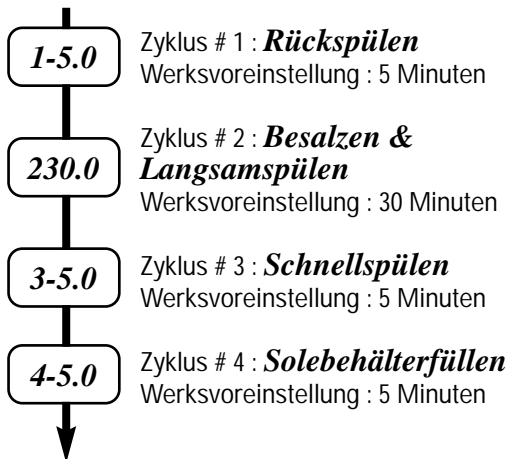 1-5.0
Zyklus # 1 : Rückspülen
Werksvoreinstellung : 5 Minuten
230.0
Zyklus # 2 : Besalzen &
Langsamspülen
Werksvoreinstellung : 30 Minuten
3-5.0
Zyklus # 3 : Schnellspülen
Werksvoreinstellung : 5 Minuten
4-5.0
Zyklus # 4 : Solebehälterfüllen
Werksvoreinstellung : 5 Minuten